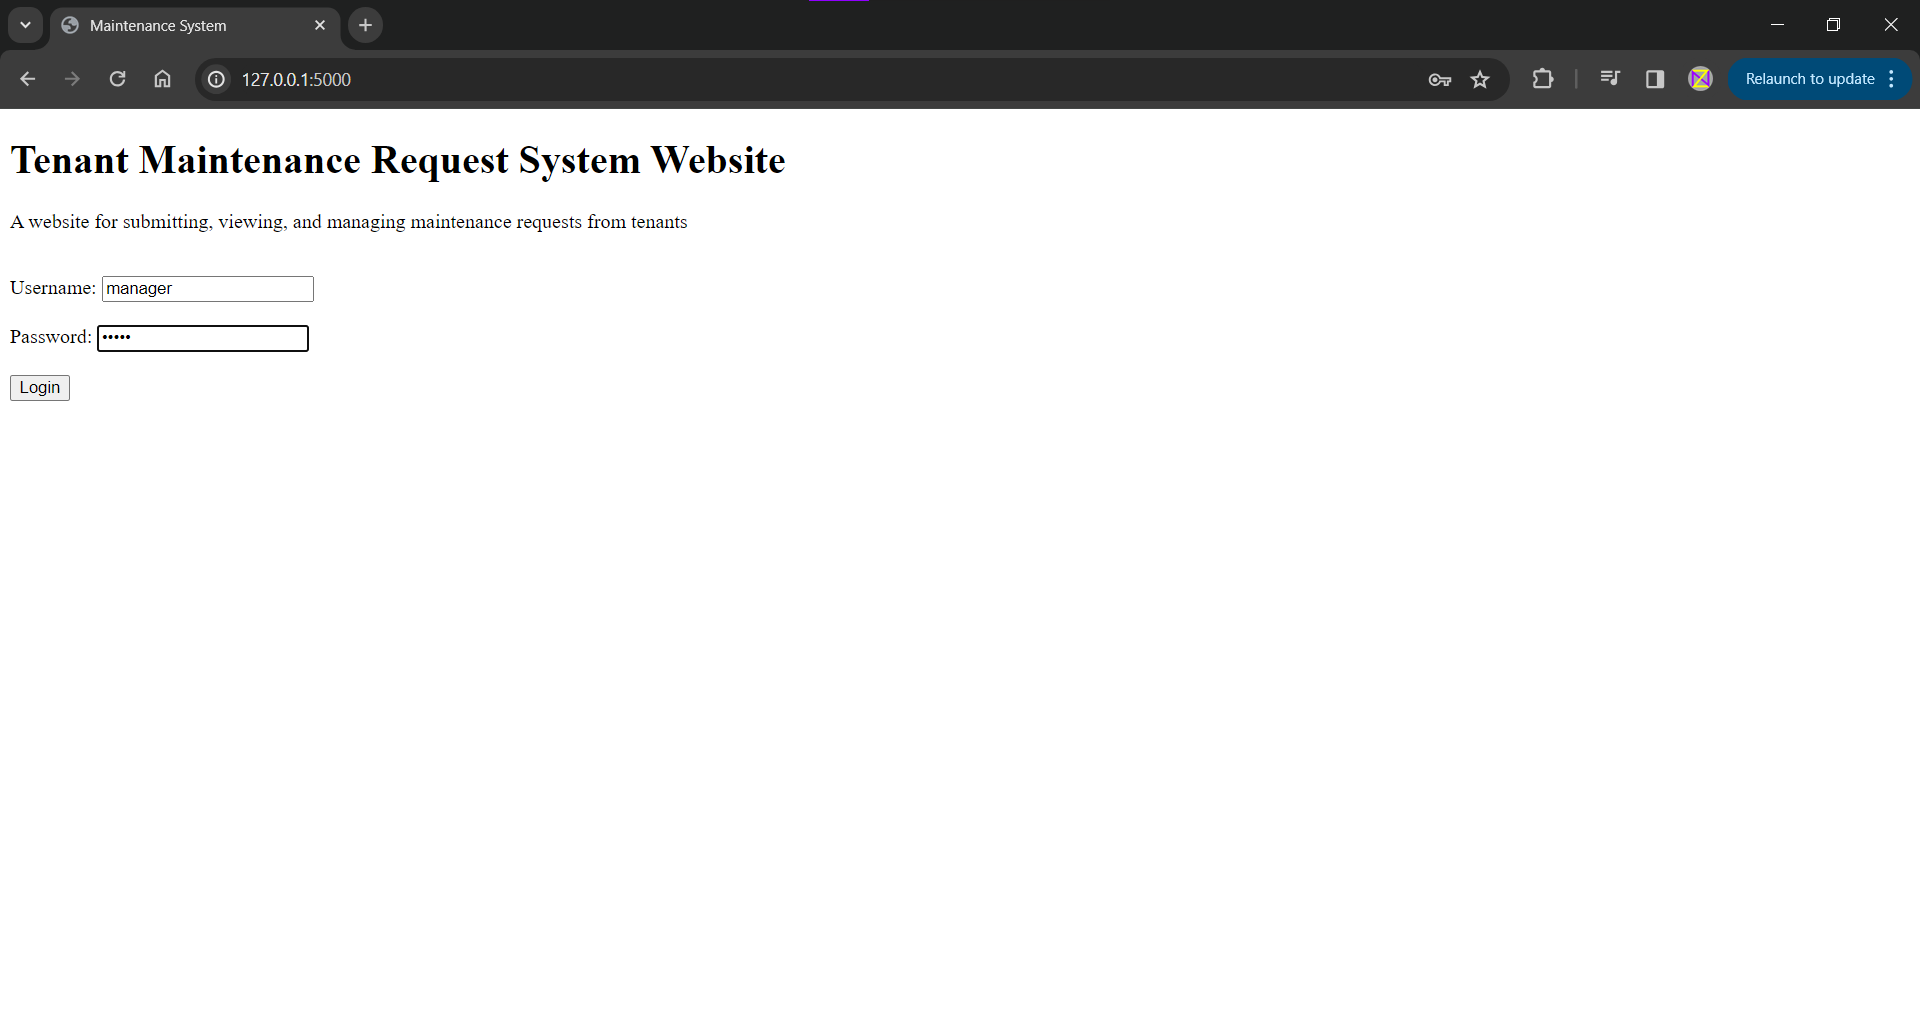 Maintenance System
127.0.0.1:5000
Relaunch to update
Tenant Maintenance Request System Website
A website for submitting, viewing, and managing maintenance requests from tenants
Username: manager
Password: •••••
Login